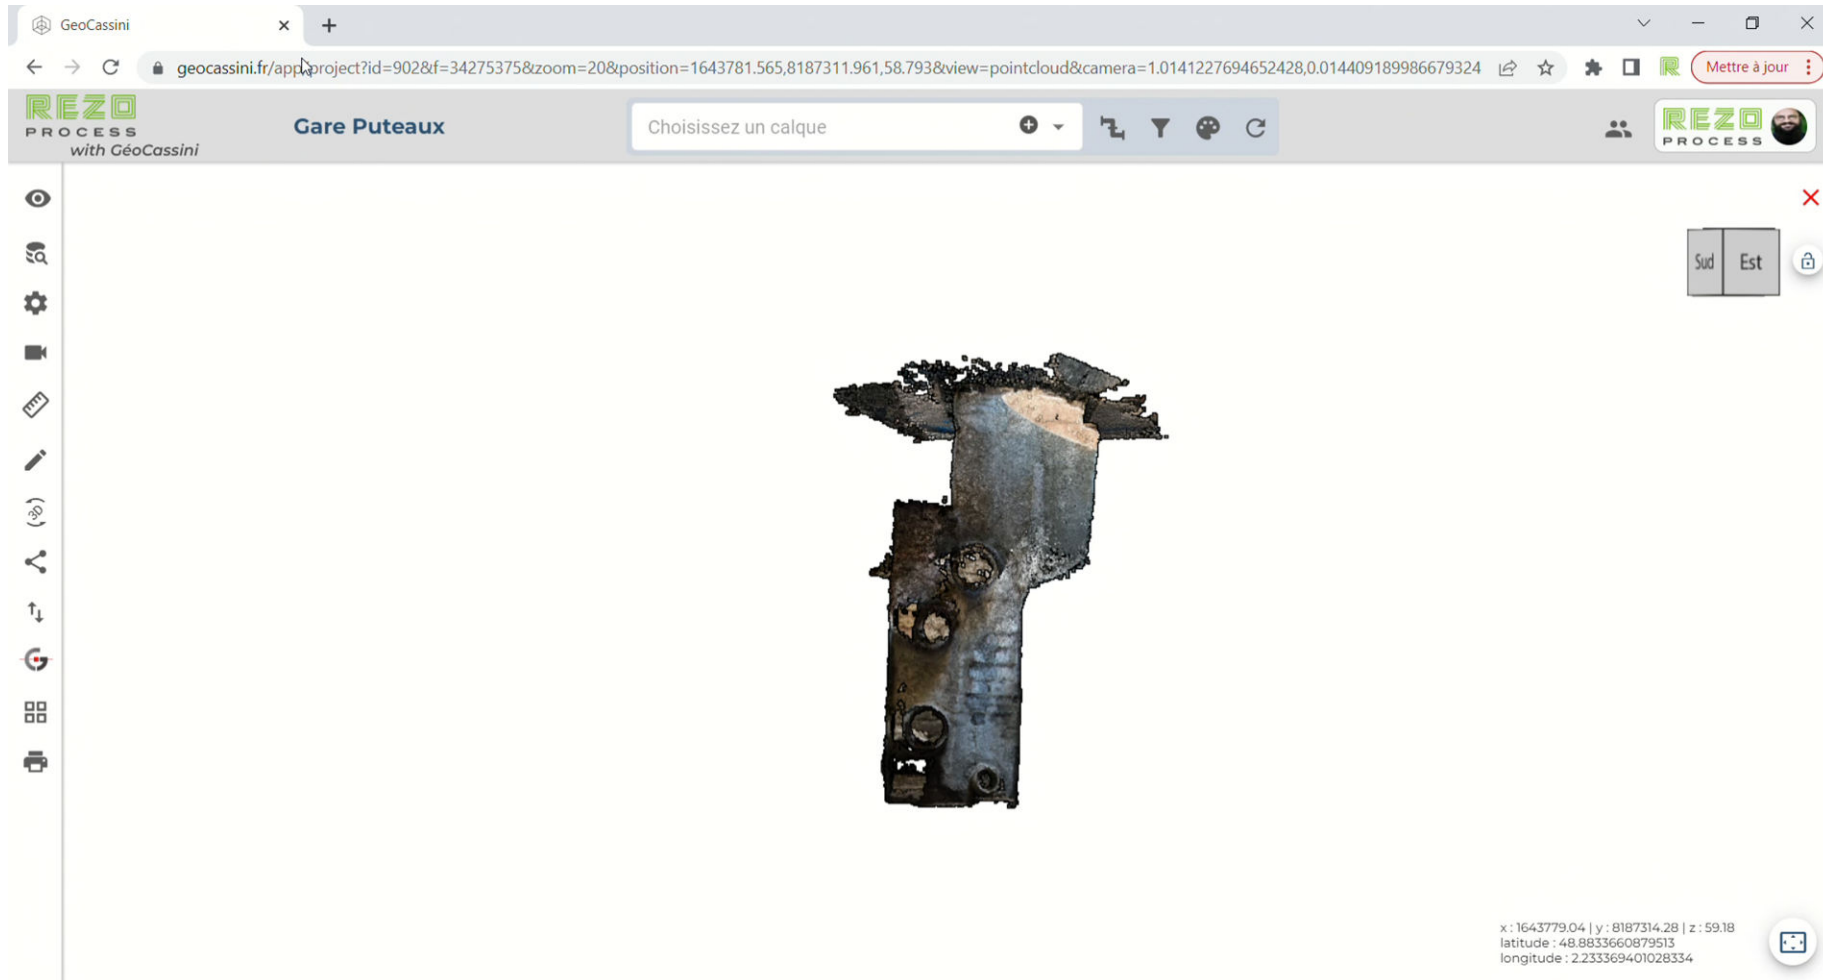 GeoCassini
geocassini.fr/app/project?id=902&f=34275375&zoom=20&position=1643781.565,8187311.961,58.793&view=pointcloud&camera=1.0141227694652428,0.014409189986679324
Mettre à jour
REZO
PROCESS
with GéoCassini
Gare Puteaux
Choisissez un calque
REZO
PROCESS
Sud
Est
3D
x : 1643779.04 | y : 8187314.28 | z : 59.18
latitude : 48.8833660879513
longitude : 2.233369401028334